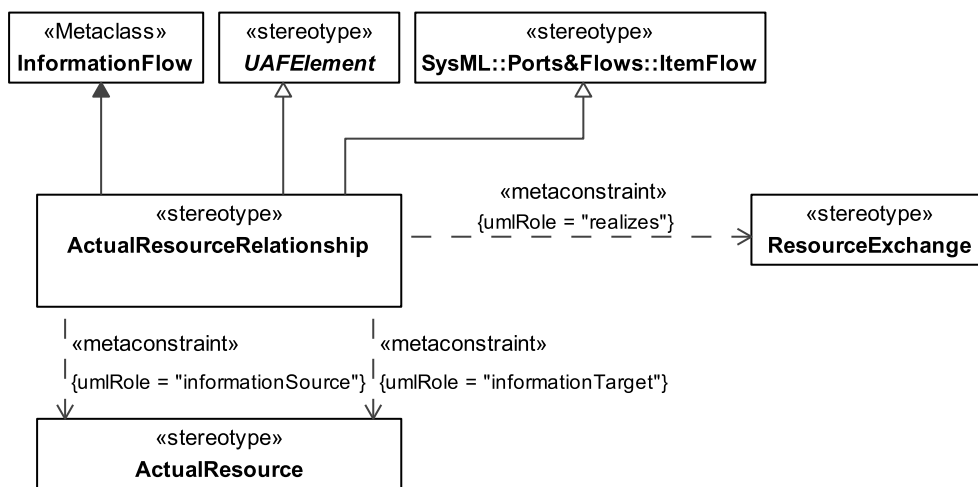 «Metaclass»
InformationFlow
«stereotype»
UAFElement
«stereotype»
SysML::Ports&Flows::ItemFlow
«stereotype»
ActualResourceRelationship
«metaconstraint»
{umlRole = "realizes"}
«stereotype»
ResourceExchange
«metaconstraint»
{umlRole = "informationSource"}
«metaconstraint»
{umlRole = "informationTarget"}
«stereotype»
ActualResource